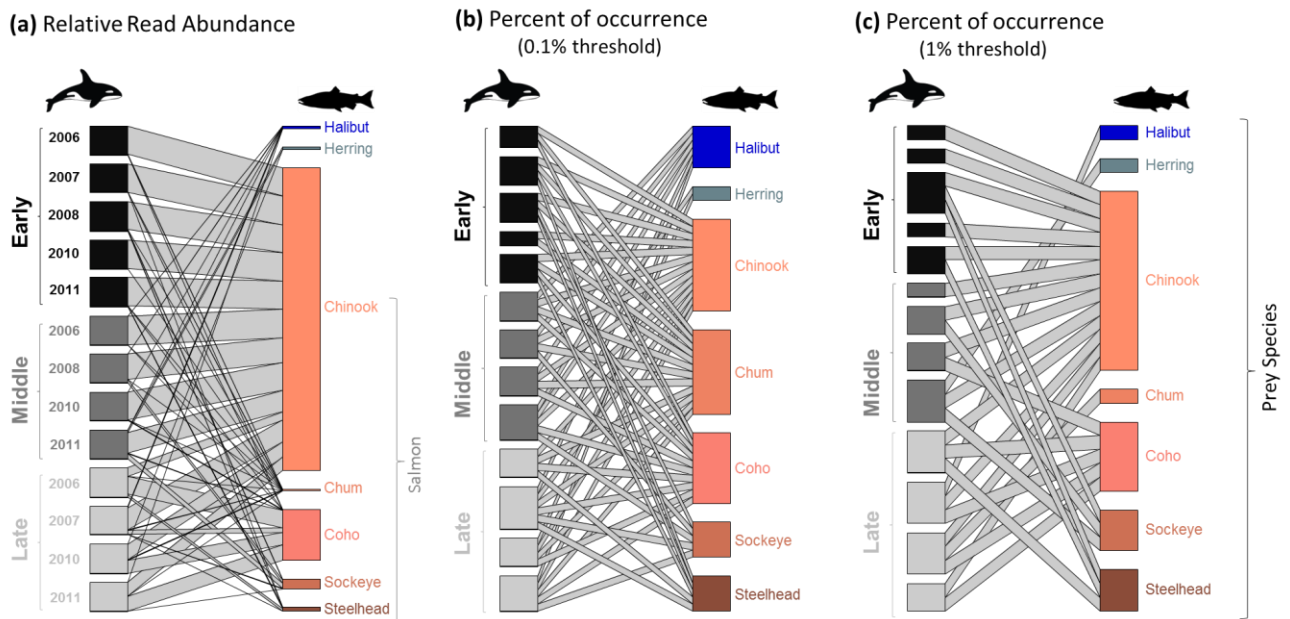 (a) Relative Read Abundance
Early
2006
2007
2008
2010
2011
Middle
2006
2008
2010
2011
Late
2006
2007
2010
2011
Halibut
Herring
Chinook
Chum
Coho
Sockeye
Steelhead
Salmon
(b) Percent of occurrence
(0.1% threshold)
Early
Middle
Late
Halibut
Herring
Chinook
Chum
Coho
Sockeye
Steelhead
(c) Percent of occurrence
(1% threshold)
Early
Middle
Late
Halibut
Herring
Chinook
Chum
Coho
Sockeye
Steelhead
Prey Species